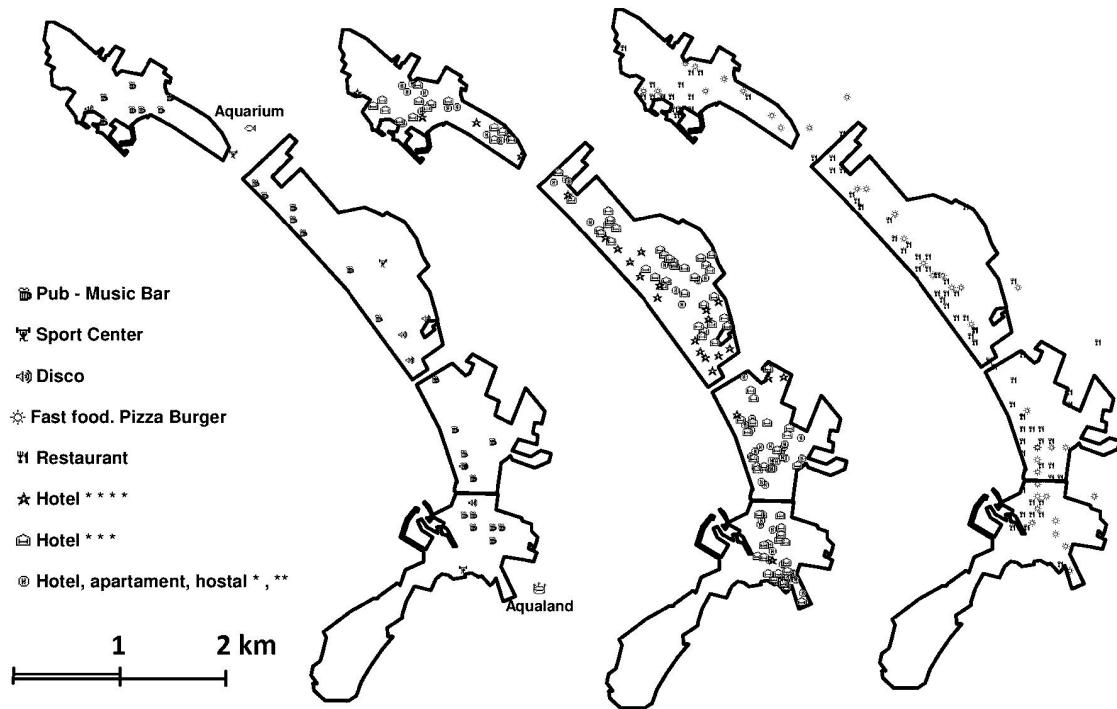 Aquarium
Pub - Music Bar
Sport Center
Disco
Fast food. Pizza Burger
Restaurant
Hotel * * * *
Hotel * * *
Hotel, apartament, hostal * , **
Aqualand
1 2 km